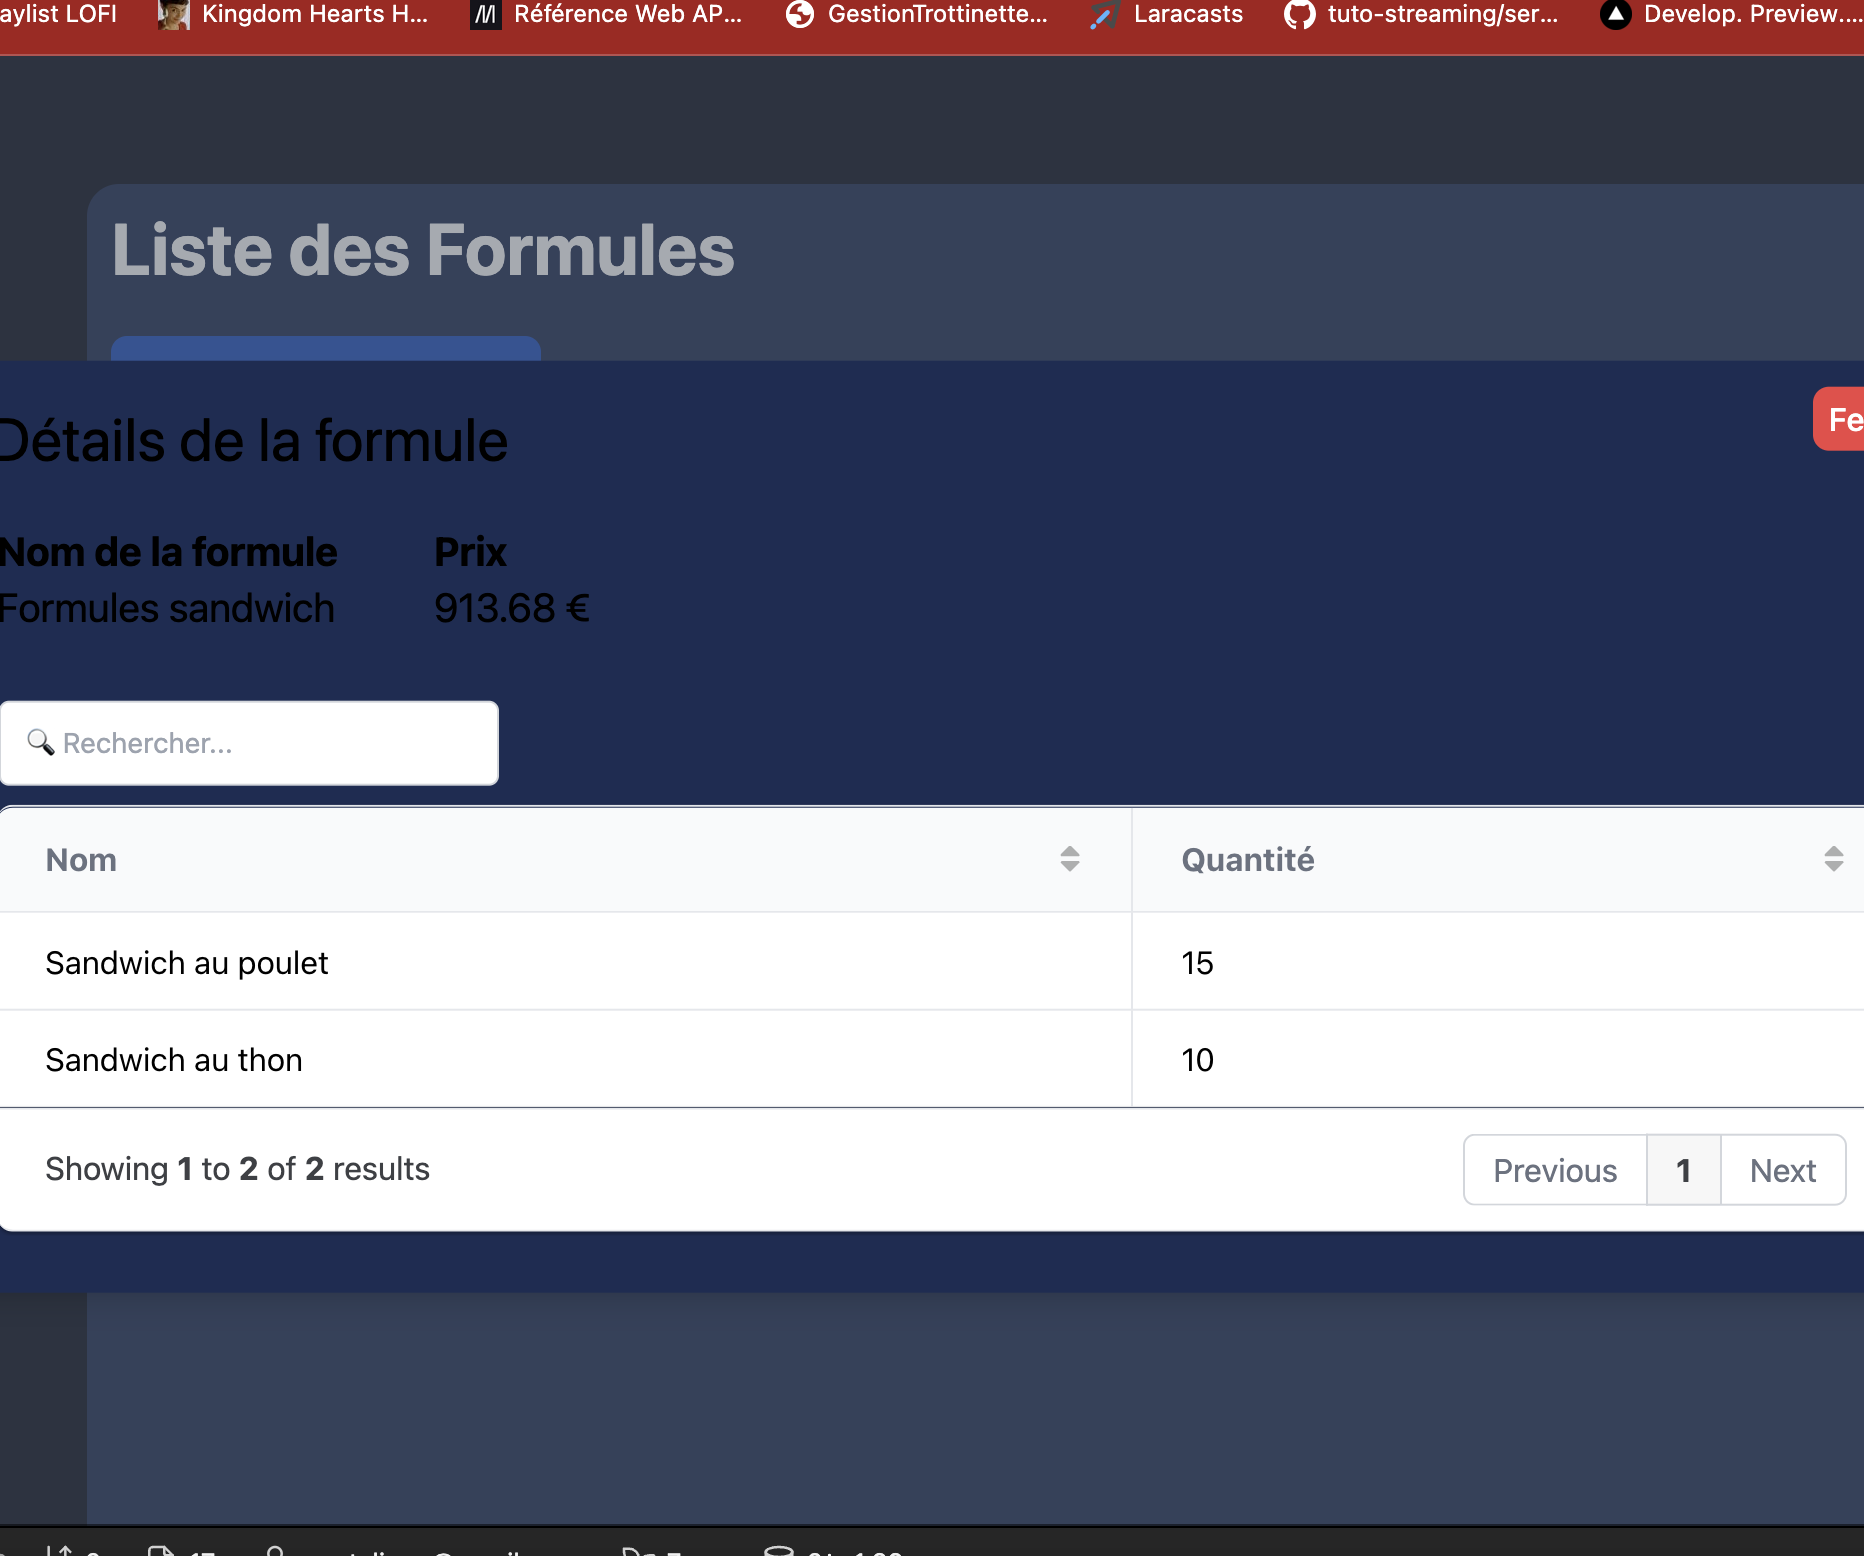 aylist LOFI Kingdom Hearts H... Référence Web AP... GestionTrottinette... Laracasts tuto-streaming/ser... Develop. Preview....
Liste des Formules
Détails de la formule
Fe
Nom de la formule Prix
Formules sandwich 913.68 €
Rechercher...
Nom Quantité
Sandwich au poulet 15
Sandwich au thon 10
Showing 1 to 2 of 2 results Previous 1 Next